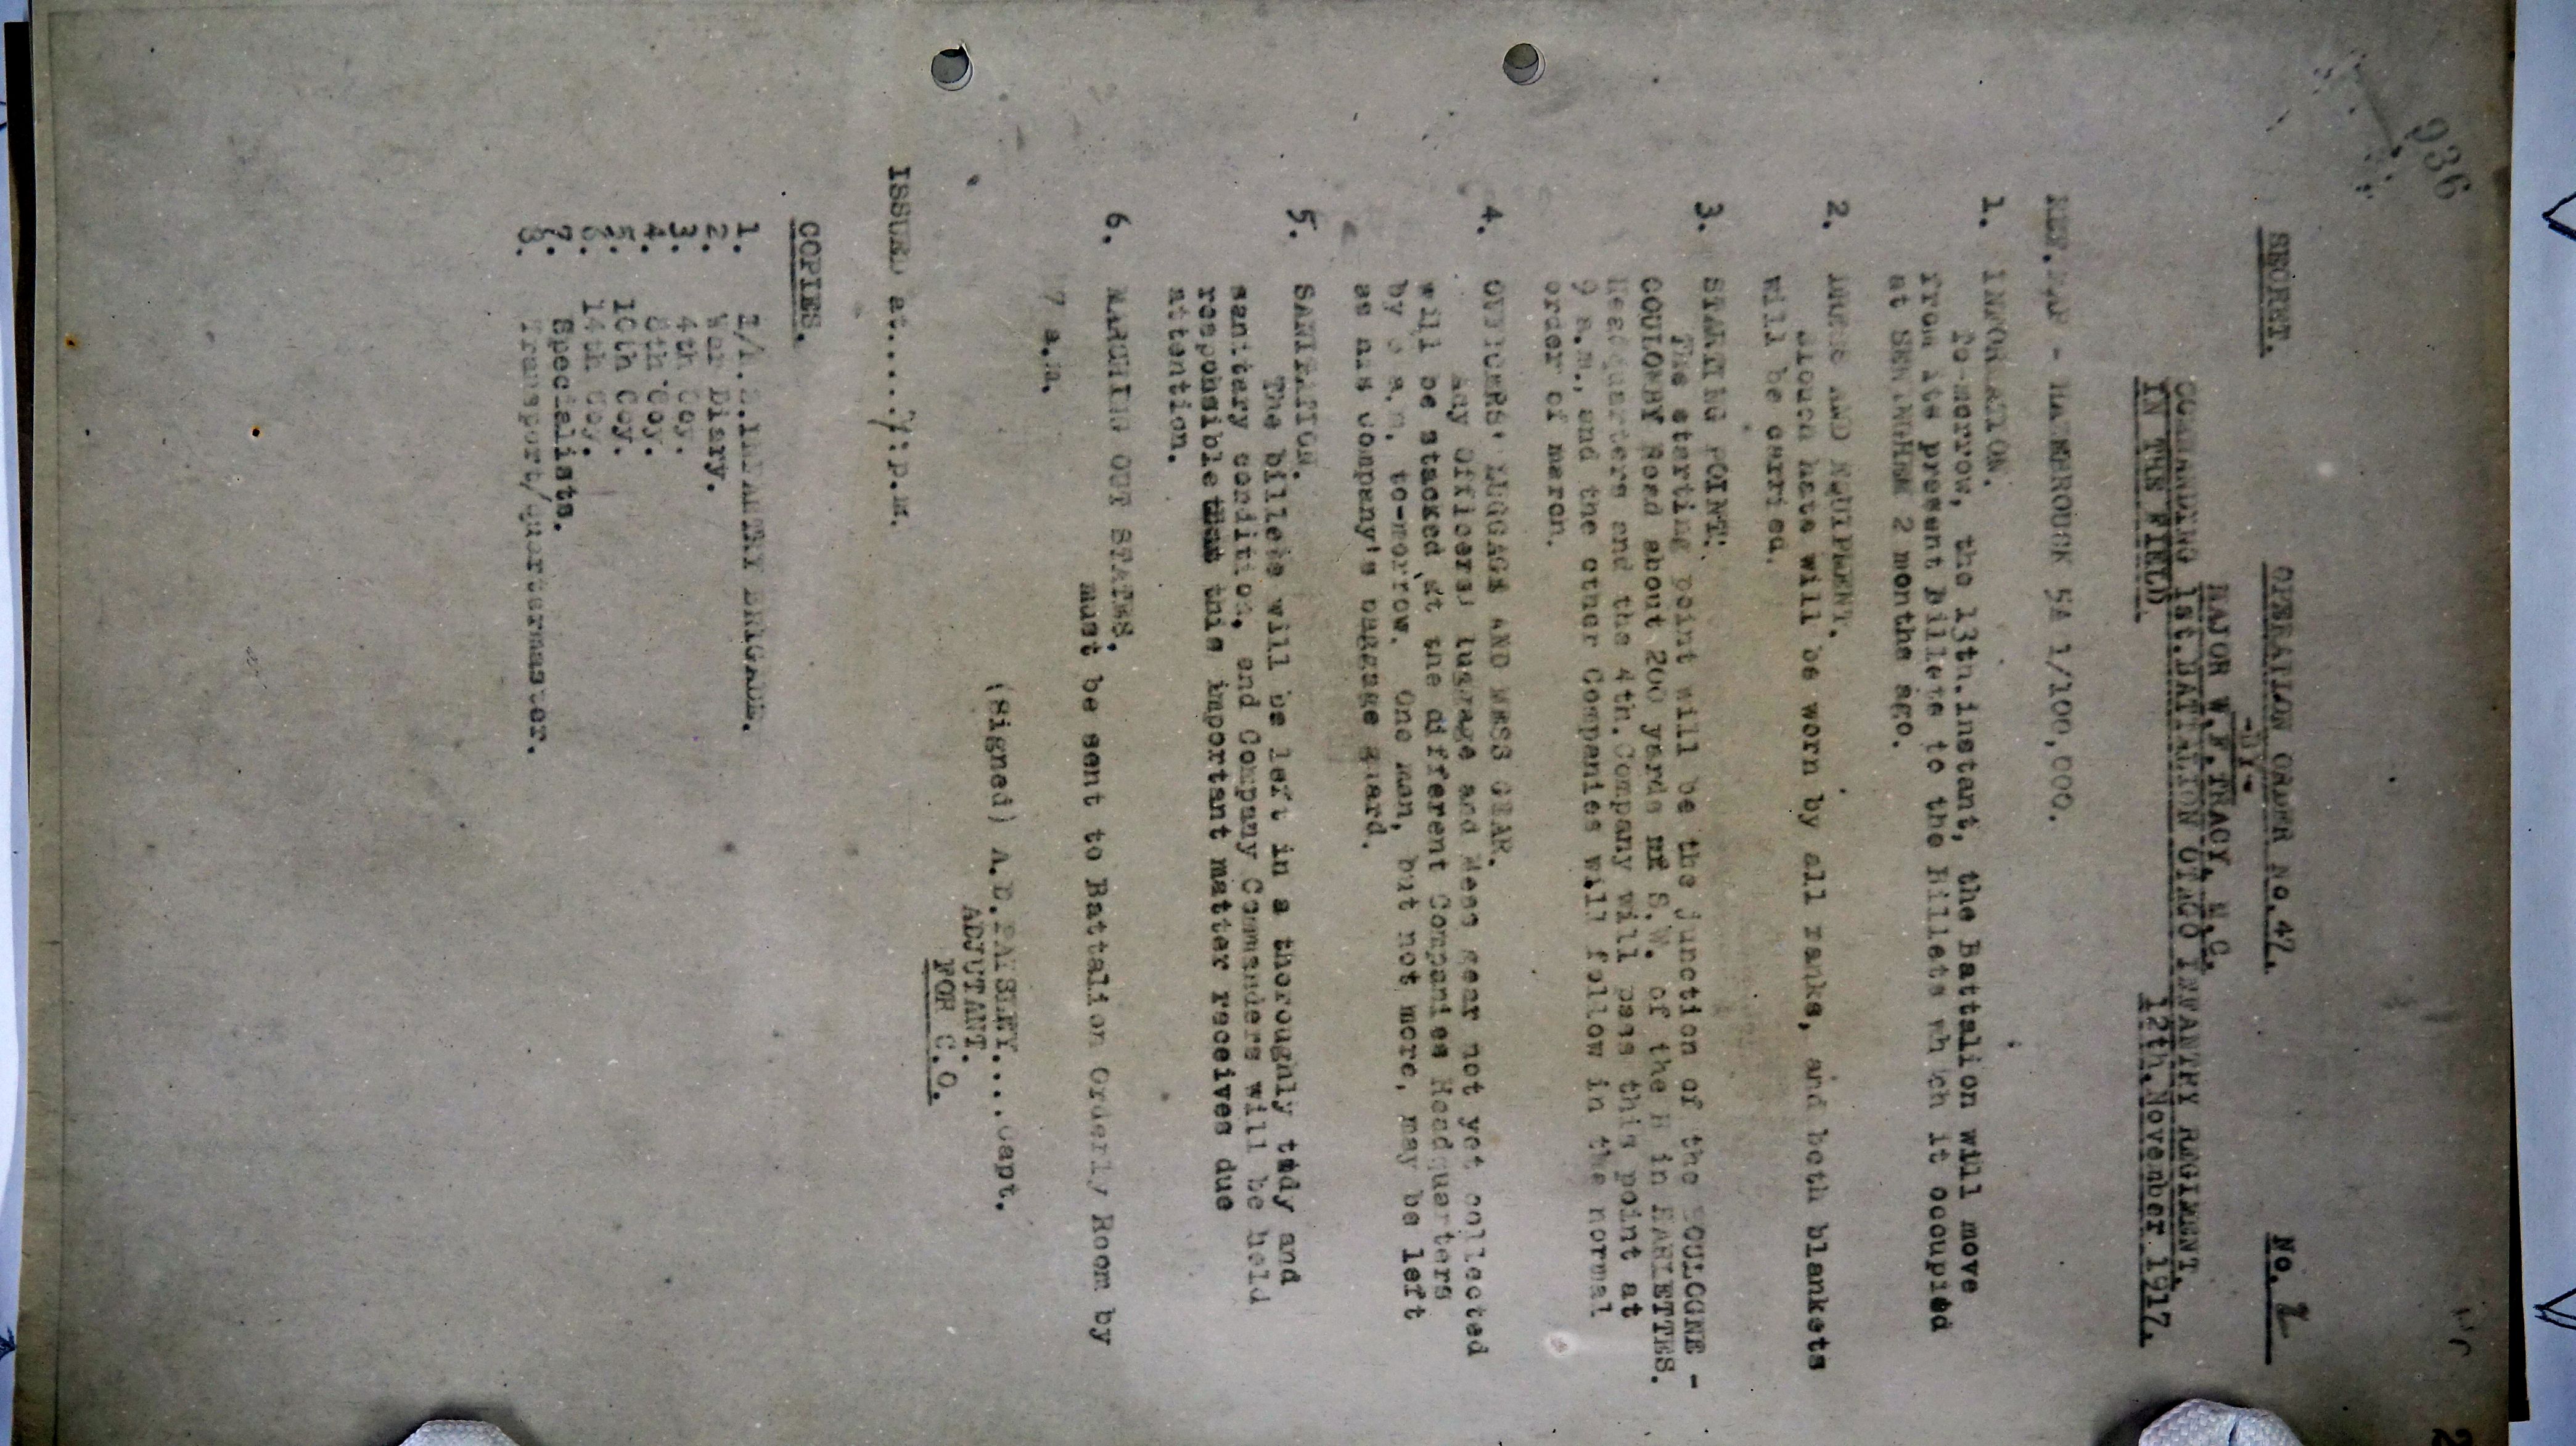 936
SECRET. OPERATION ORDER No.47. No. 2
-BY-
MAJOR W.F.TRACY, M.C.
COMMANDING 1st.BATTALION OTAGO INFANTRY REGIMENT.
IN THE FIELD 12th.November 1917.
REF.MAP - HAZEBROUCK 5A 1/100,000.
1. INFORMATION.
To-morrow, the 13th.instant, the Battalion will move
from its present Billets to the Billets which it occupied
at SENINGHEM 2 months ago.
2. DRESS AND EQUIPMENT.
Slouch hats will be worn by all ranks, and both blankets
will be carried.
3. STARTING POINT.
The starting point will be the junction of the BOULOGNE -
COULOMBY Road about 200 yards S.W. of the H in HARLETTES.
Headquarters and the 4th.Company will pass this point at
9 a.m., and the other Companies will follow in the normal
order of march.
4. OFFICERS' LUGGAGE AND MESS GEAR.
Any Officers' luggage and Mess gear not yet collected
will be stacked at the different Companies Headquarters
by a.m. to-morrow. One man, but not more, may be left
as his Company's baggage guard.
5. SANITATION.
The billets will be left in a thoroughly tidy and
sanitary condition, and Company Commanders will be held
responsible that this important matter receives due
attention.
6. MARCHING OUT STATES.
must be sent to Battalion Orderly Room by
7 a.m.
(Signed) A.D.PAISLEY....Capt.
ADJUTANT.
FOR C.O.
ISSUED at.....7:p.m.
COPIES.
1. INFANTRY BRIGADE.
2. War Diary.
3. 4th Coy.
4. 8th Coy.
5. 10th Coy.
6. 14th Coy.
7. Specialists.
8. Transport/Quartermaster.
2